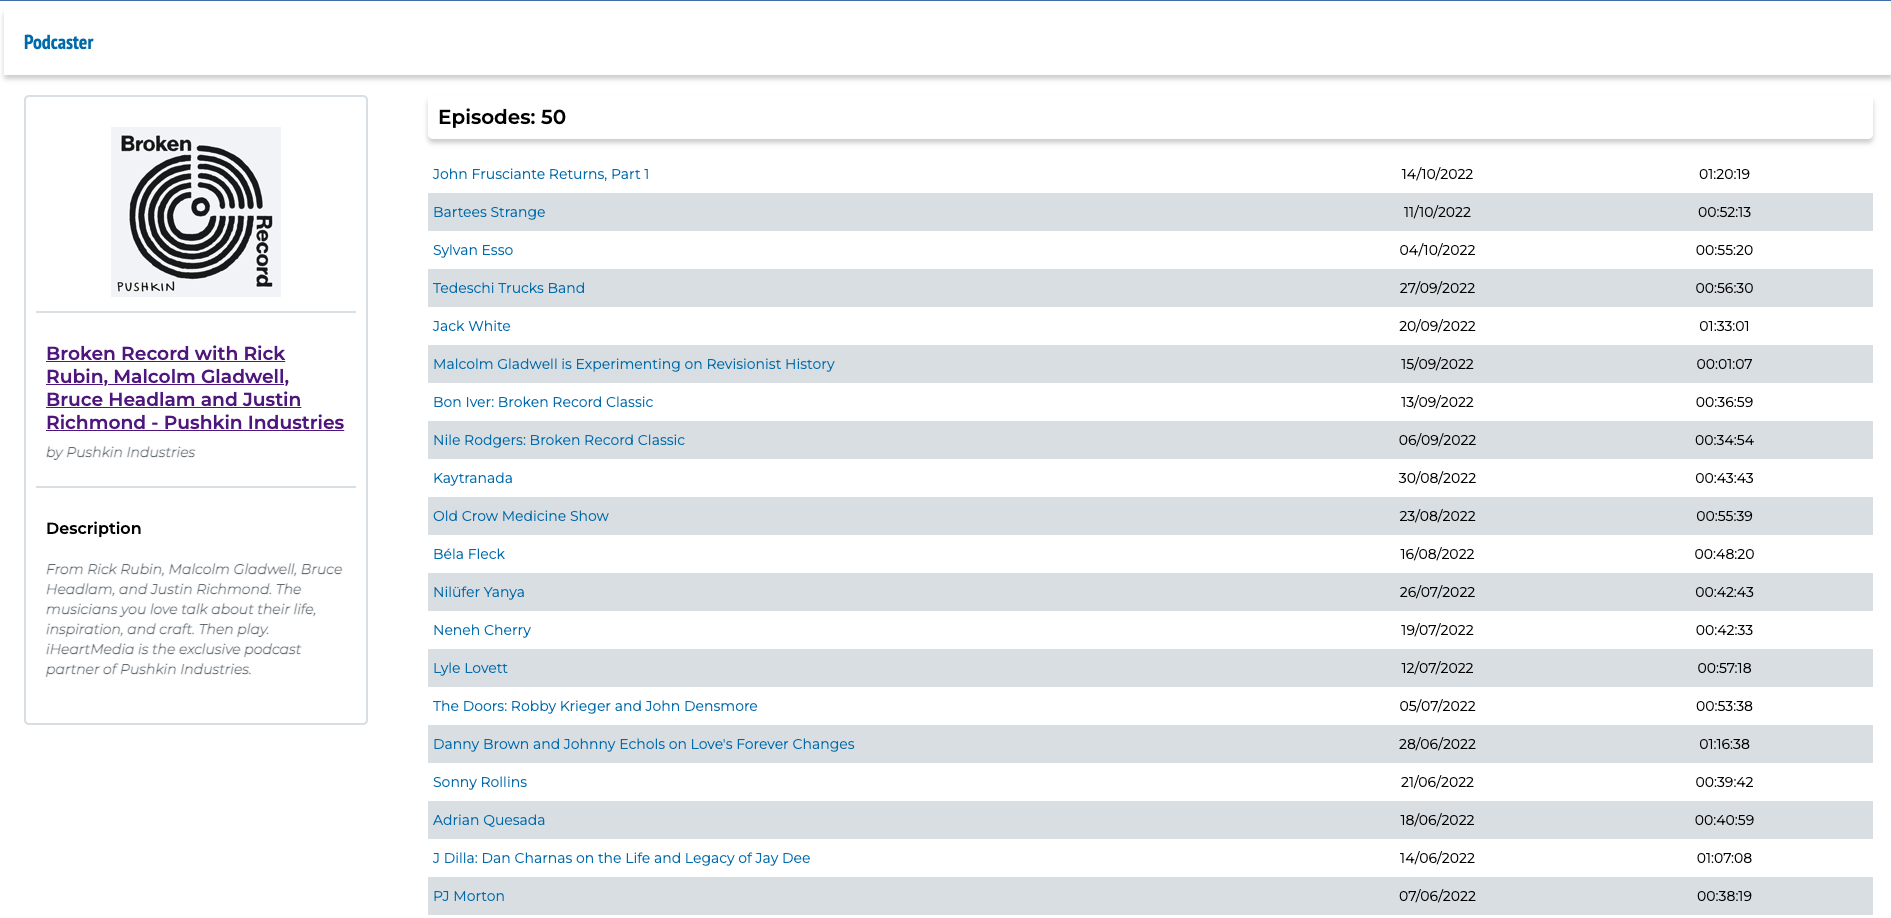 Podcaster
Broken
Record
PUSHKIN
Broken Record with Rick
Rubin, Malcolm Gladwell,
Bruce Headlam and Justin
Richmond - Pushkin Industries
by Pushkin Industries
Description
From Rick Rubin, Malcolm Gladwell, Bruce
Headlam, and Justin Richmond. The
musicians you love talk about their life,
inspiration, and craft. Then play.
iHeartMedia is the exclusive podcast
partner of Pushkin Industries.
Episodes: 50
John Frusciante Returns, Part 1 14/10/2022 01:20:19
Bartees Strange 11/10/2022 00:52:13
Sylvan Esso 04/10/2022 00:55:20
Tedeschi Trucks Band 27/09/2022 00:56:30
Jack White 20/09/2022 01:33:01
Malcolm Gladwell is Experimenting on Revisionist History 15/09/2022 00:01:07
Bon Iver: Broken Record Classic 13/09/2022 00:36:59
Nile Rodgers: Broken Record Classic 06/09/2022 00:34:54
Kaytranada 30/08/2022 00:43:43
Old Crow Medicine Show 23/08/2022 00:55:39
Béla Fleck 16/08/2022 00:48:20
Nilüfer Yanya 26/07/2022 00:42:43
Neneh Cherry 19/07/2022 00:42:33
Lyle Lovett 12/07/2022 00:57:18
The Doors: Robby Krieger and John Densmore 05/07/2022 00:53:38
Danny Brown and Johnny Echols on Love's Forever Changes 28/06/2022 01:16:38
Sonny Rollins 21/06/2022 00:39:42
Adrian Quesada 18/06/2022 00:40:59
J Dilla: Dan Charnas on the Life and Legacy of Jay Dee 14/06/2022 01:07:08
PJ Morton 07/06/2022 00:38:19